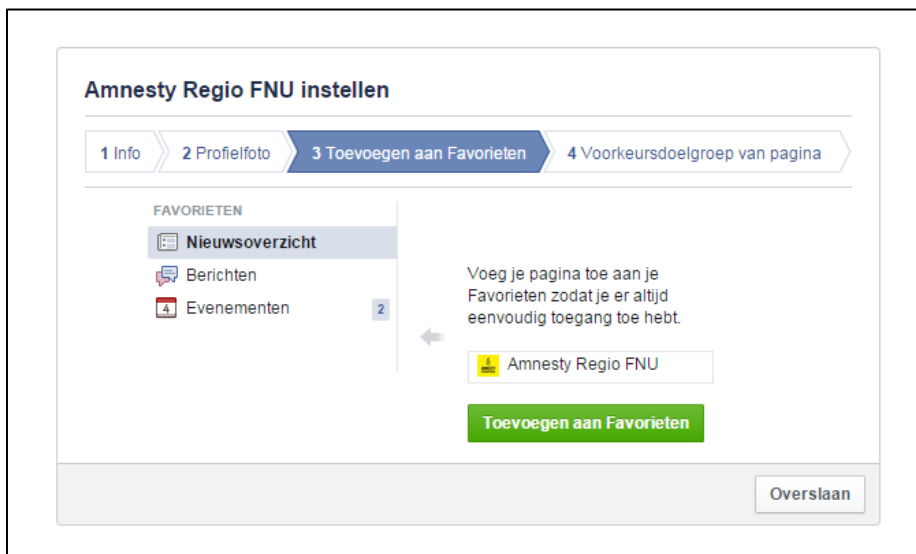 Amnesty Regio FNU instellen
1 Info
2 Profielfoto
3 Toevoegen aan Favorieten
4 Voorkeursdoelgroep van pagina
FAVORIETEN
Nieuwsoverzicht
Berichten
4 Evenementen 2
Voeg je pagina toe aan je
Favorieten zodat je er altijd
eenvoudig toegang toe hebt.
Amnesty Regio FNU
Toevoegen aan Favorieten
Overslaan